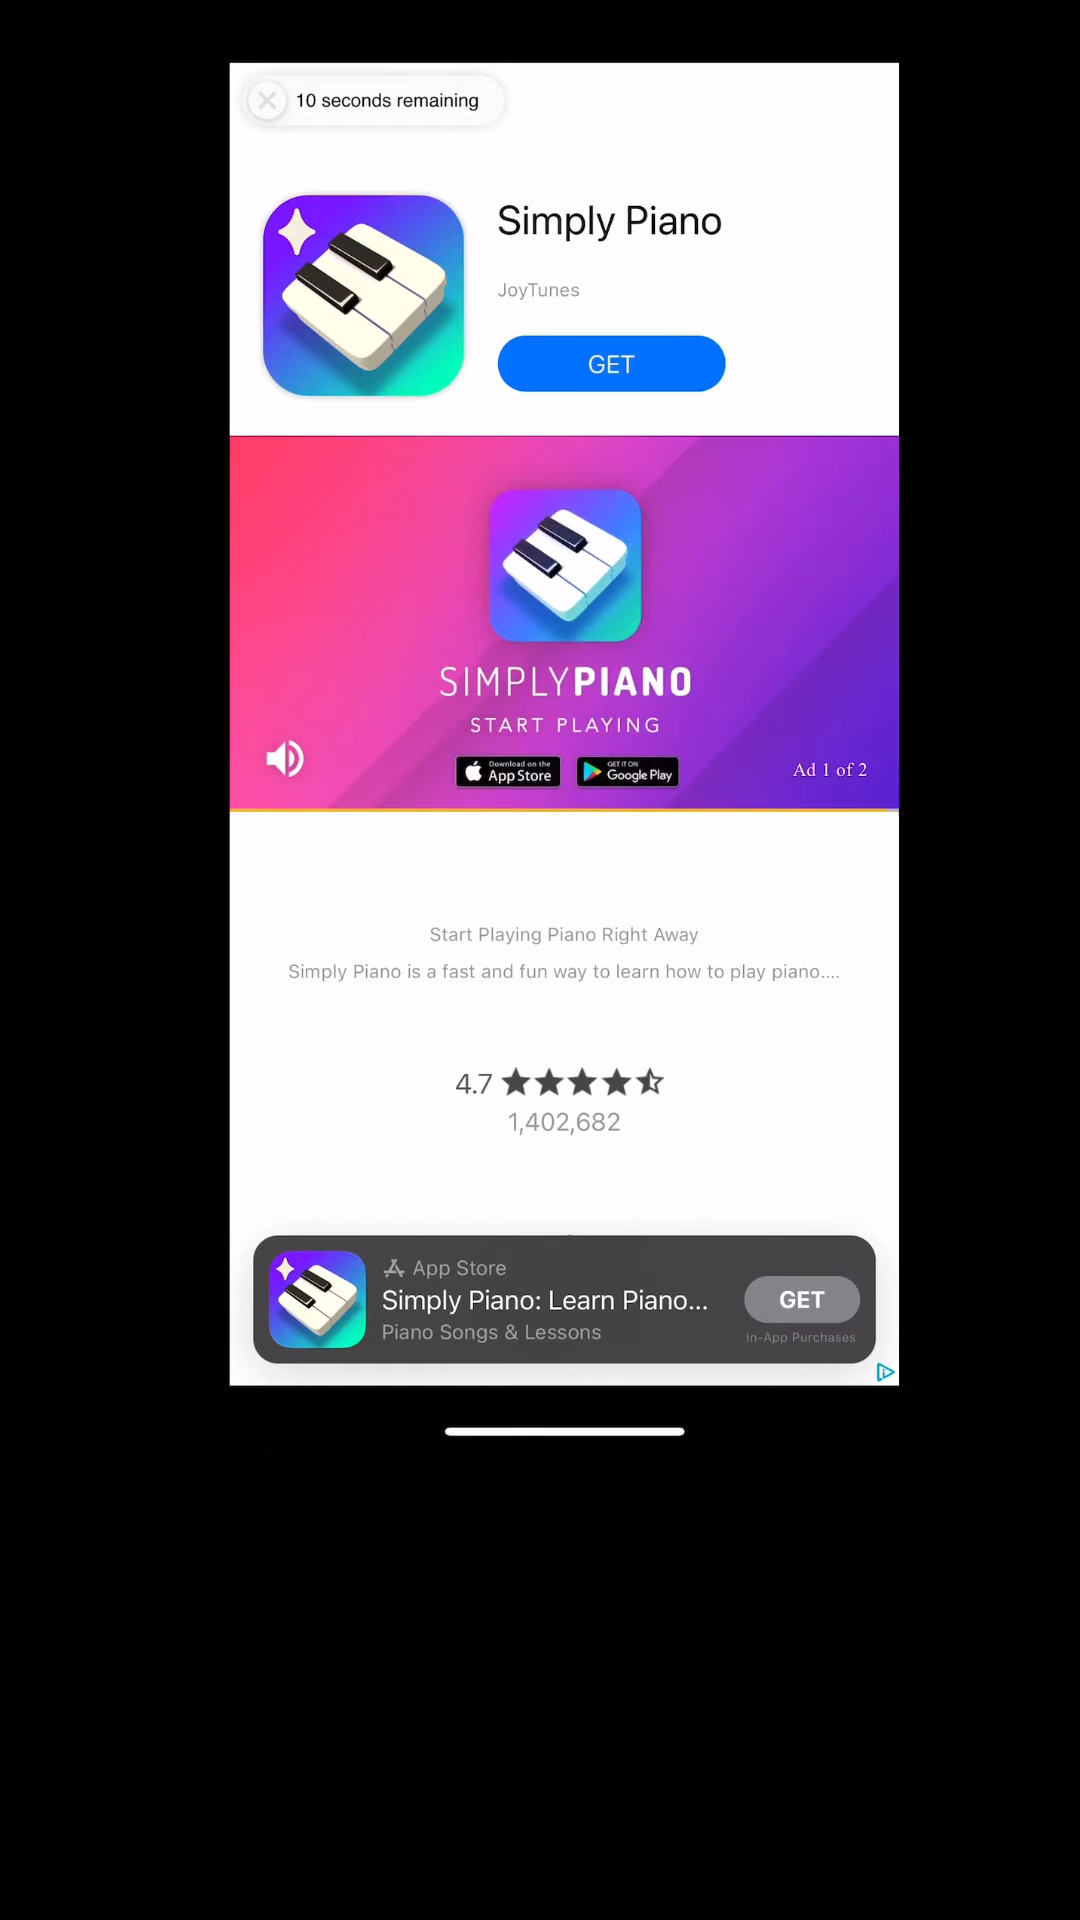 10 seconds remaining
Simply Piano
JoyTunes
GET
SIMPLYPIANO
START PLAYING
Download on the
App Store
GET IT ON
Google Play
Ad 1 of 2
Start Playing Piano Right Away
Simply Piano is a fast and fun way to learn how to play piano....
4.7
1,402,682
App Store
Simply Piano: Learn Piano...
Piano Songs & Lessons
GET
In-App Purchases